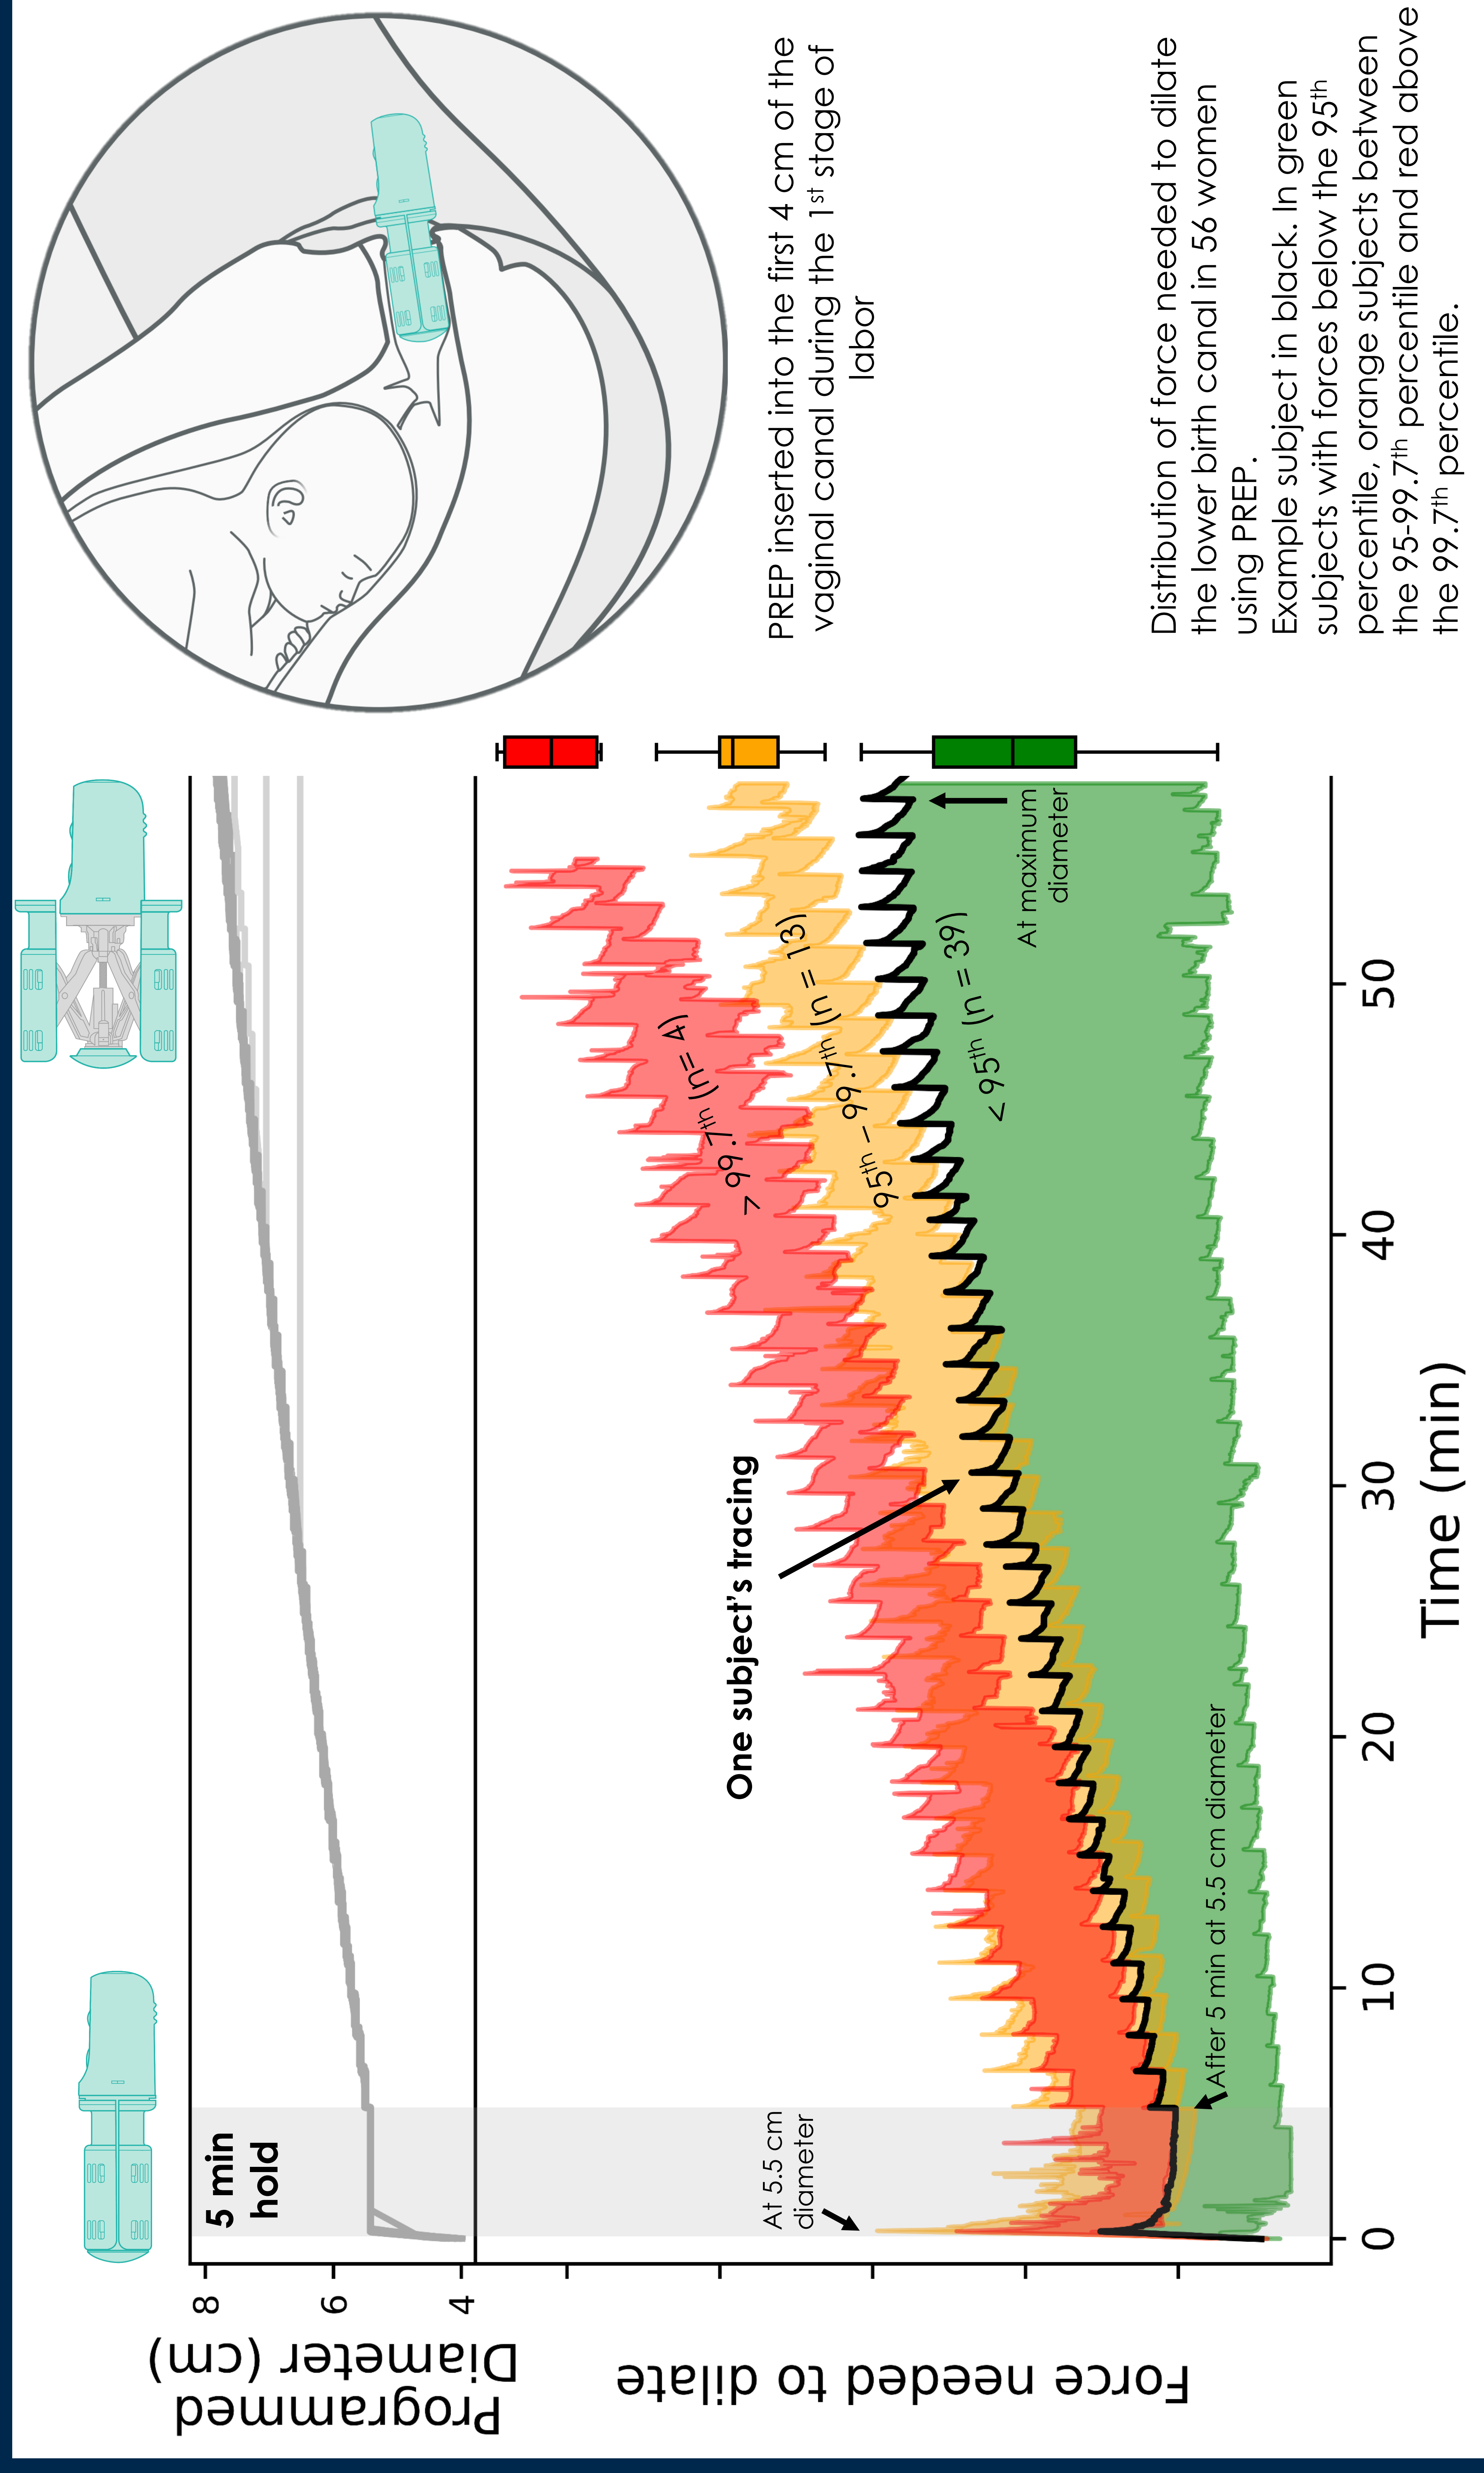 5 min
hold
8
6
4
Programmed
Diameter (cm)
Force needed to dilate
One subject's tracing
At 5.5 cm
diameter
> 99.7th (n= 4)
95th – 99.7th (n = 13)
< 95th (n = 39)
At maximum
diameter
After 5 min at 5.5 cm diameter
0
10
20
30
40
50
Time (min)
PREP inserted into the first 4 cm of the
vaginal canal during the 1st stage of
labor
Distribution of force needed to dilate
the lower birth canal in 56 women
using PREP.
Example subject in black. In green
subjects with forces below the 95th
percentile, orange subjects between
the 95-99.7th percentile and red above
the 99.7th percentile.